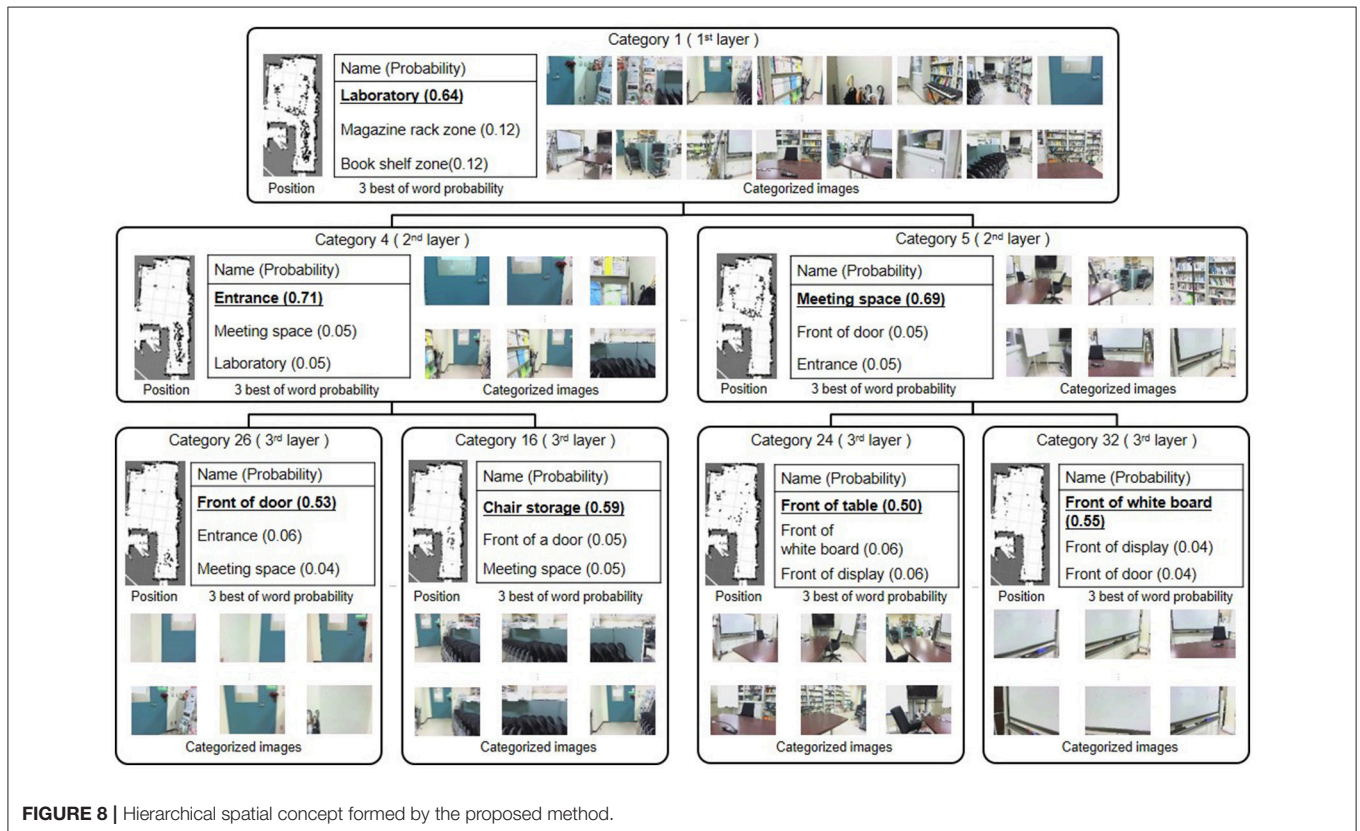 Category 1 ( 1st layer )
Name (Probability)
Laboratory (0.64)
Magazine rack zone (0.12)
Book shelf zone(0.12)
Position
3 best of word probability
Categorized images
Category 4 ( 2nd layer )
Name (Probability)
Entrance (0.71)
Meeting space (0.05)
Laboratory (0.05)
Position
3 best of word probability
Categorized images
...
Category 5 ( 2nd layer )
Name (Probability)
Meeting space (0.69)
Front of door (0.05)
Entrance (0.05)
Position
3 best of word probability
Categorized images
Category 26 ( 3rd layer )
Name (Probability)
Front of door (0.53)
Entrance (0.06)
Meeting space (0.04)
Position
3 best of word probability
Categorized images
...
Category 16 ( 3rd layer )
Name (Probability)
Chair storage (0.59)
Front of a door (0.05)
Meeting space (0.05)
Position
3 best of word probability
Categorized images
Category 24 ( 3rd layer )
Name (Probability)
Front of table (0.50)
Front of
white board (0.06)
Front of display (0.06)
Position
3 best of word probability
Categorized images
...
Category 32 ( 3rd layer )
Name (Probability)
Front of white board
(0.55)
Front of display (0.04)
Front of door (0.04)
Position
3 best of word probability
Categorized images
FIGURE 8 | Hierarchical spatial concept formed by the proposed method.